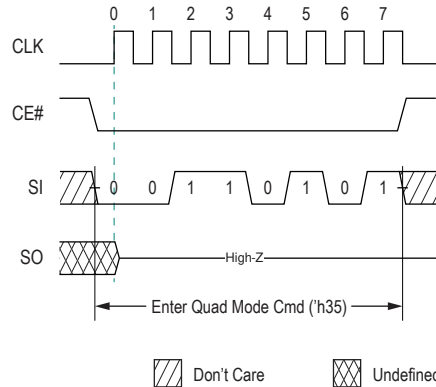 0 1 2 3 4 5 6 7
CLK
CE#
SI 0 0 1 1 0 1 0 1
SO High-Z
Enter Quad Mode Cmd ('h35)
Don't Care Undefined